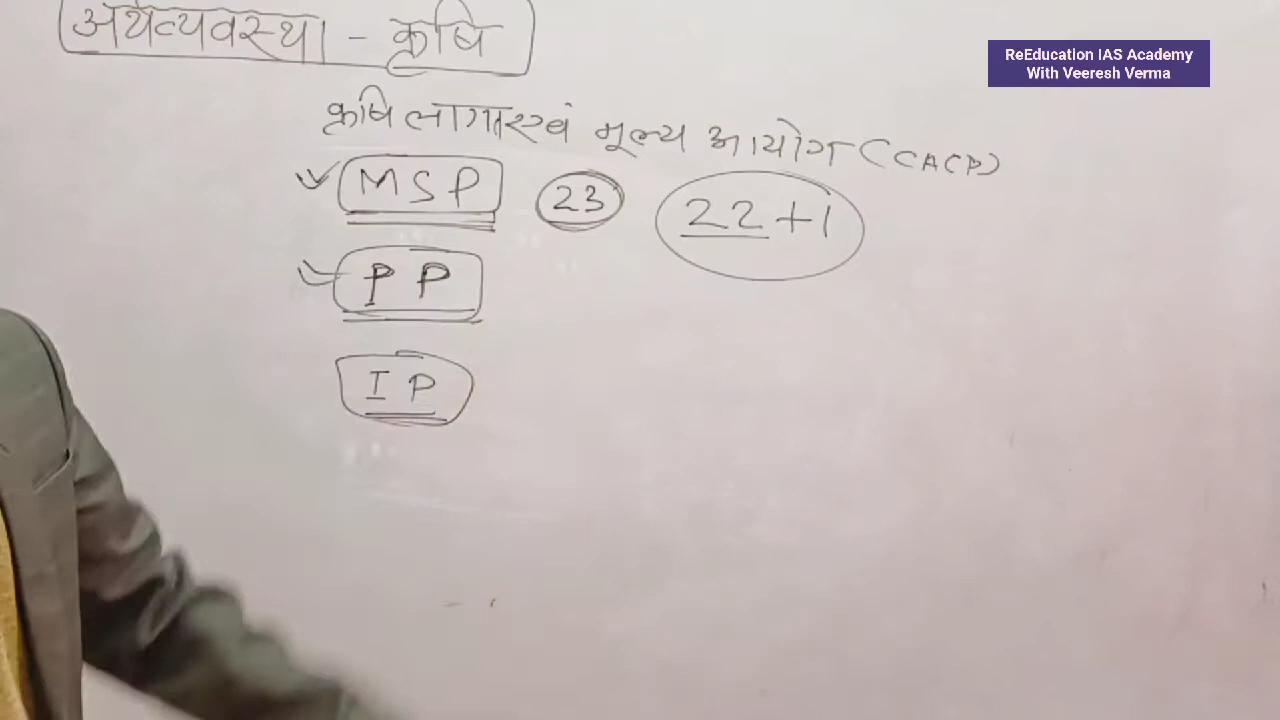 अर्थव्यवस्था - कृषि
ReEducation IAS Academy
With Veeresh Verma
कृषि लागत एवं मूल्य आयोग (CACP)
MSP 23 22+1
PP
IP